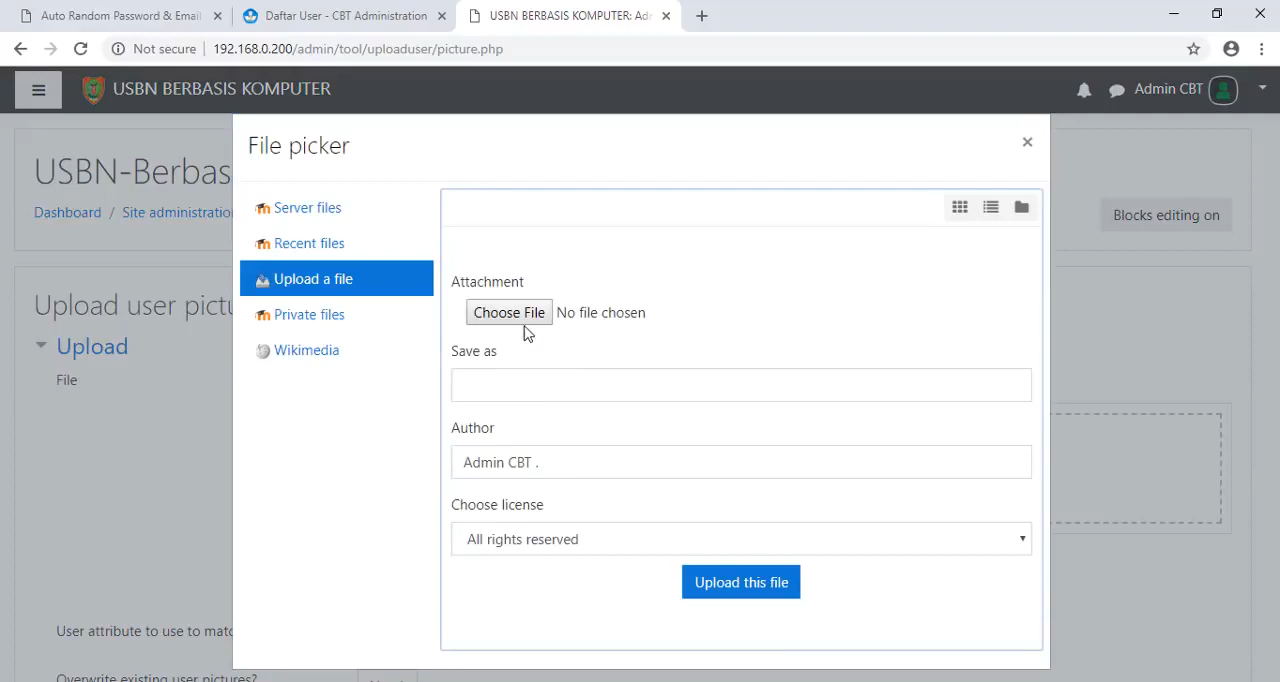 Auto Random Password & Email
Daftar User - CBT Administration
USBN BERBASIS KOMPUTER: Adr
Not secure
192.168.0.200/admin/tool/uploaduser/picture.php
USBN BERBASIS KOMPUTER
Admin CBT
File picker
USBN-Berbas
Dashboard / Site administration
Blocks editing on
Server files
Recent files
Upload a file
Private files
Wikimedia
Attachment
Choose File No file chosen
Save as
Author
Admin CBT .
Choose license
All rights reserved
Upload this file
Upload user pictu
Upload
File
User attribute to use to matc
Overwrite existing user pictures?